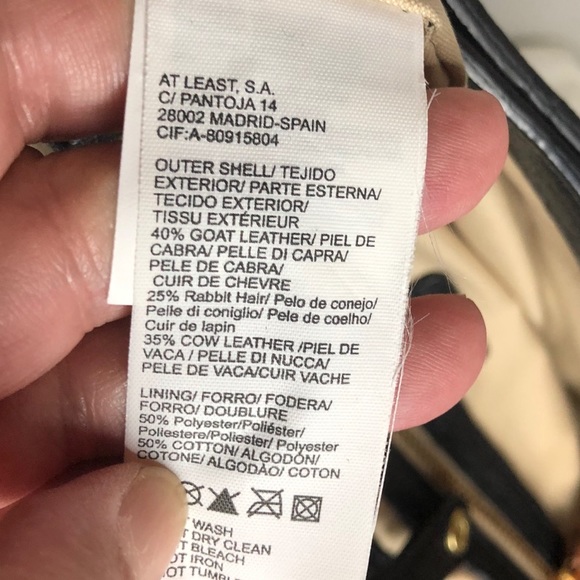 AT LEAST, S.A.
C/ PANTOJA 14
28002 MADRID-SPAIN
CIF:A-80915804
OUTER SHELL/ TEJIDO
EXTERIOR/ PARTE ESTERNA/
TECIDO EXTERIOR/
TISSU EXTÉRIEUR
40% GOAT LEATHER/ PIEL DE
CABRA/ PELLE DI CAPRA/
PELE DE CABRA/
CUIR DE CHEVRE
25% Rabbit Hair/ Pelo de conejo/
Pelle di coniglio/ Pele de coelho/
Cuir de lapin
35% COW LEATHER /PIEL DE
VACA / PELLE DI NUCCA/
PELE DE VACA/CUIR VACHE
LINING/ FORRO/ FODERA/
FORRO/ DOUBLURE
50% Polyester/Poliéster/
Poliestere/Poliester/ Polyester
50% COTTON/ ALGODÓN/
COTONE/ ALGODÃO/ COTON
WASH
DRY CLEAN
BLEACH
IRON